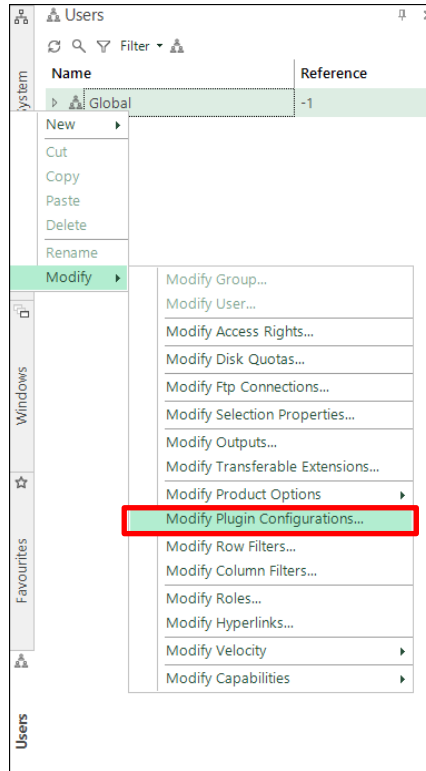 Users
Filter
Name Reference
Global -1
New
Cut
Copy
Paste
Delete
Rename
Modify
Modify Group...
Modify User...
Modify Access Rights...
Modify Disk Quotas...
Modify Ftp Connections...
Modify Selection Properties...
Modify Outputs...
Modify Transferable Extensions...
Modify Product Options
Modify Plugin Configurations...
Modify Row Filters...
Modify Column Filters...
Modify Roles...
Modify Hyperlinks...
Modify Velocity
Modify Capabilities
Windows
Favourites
Users